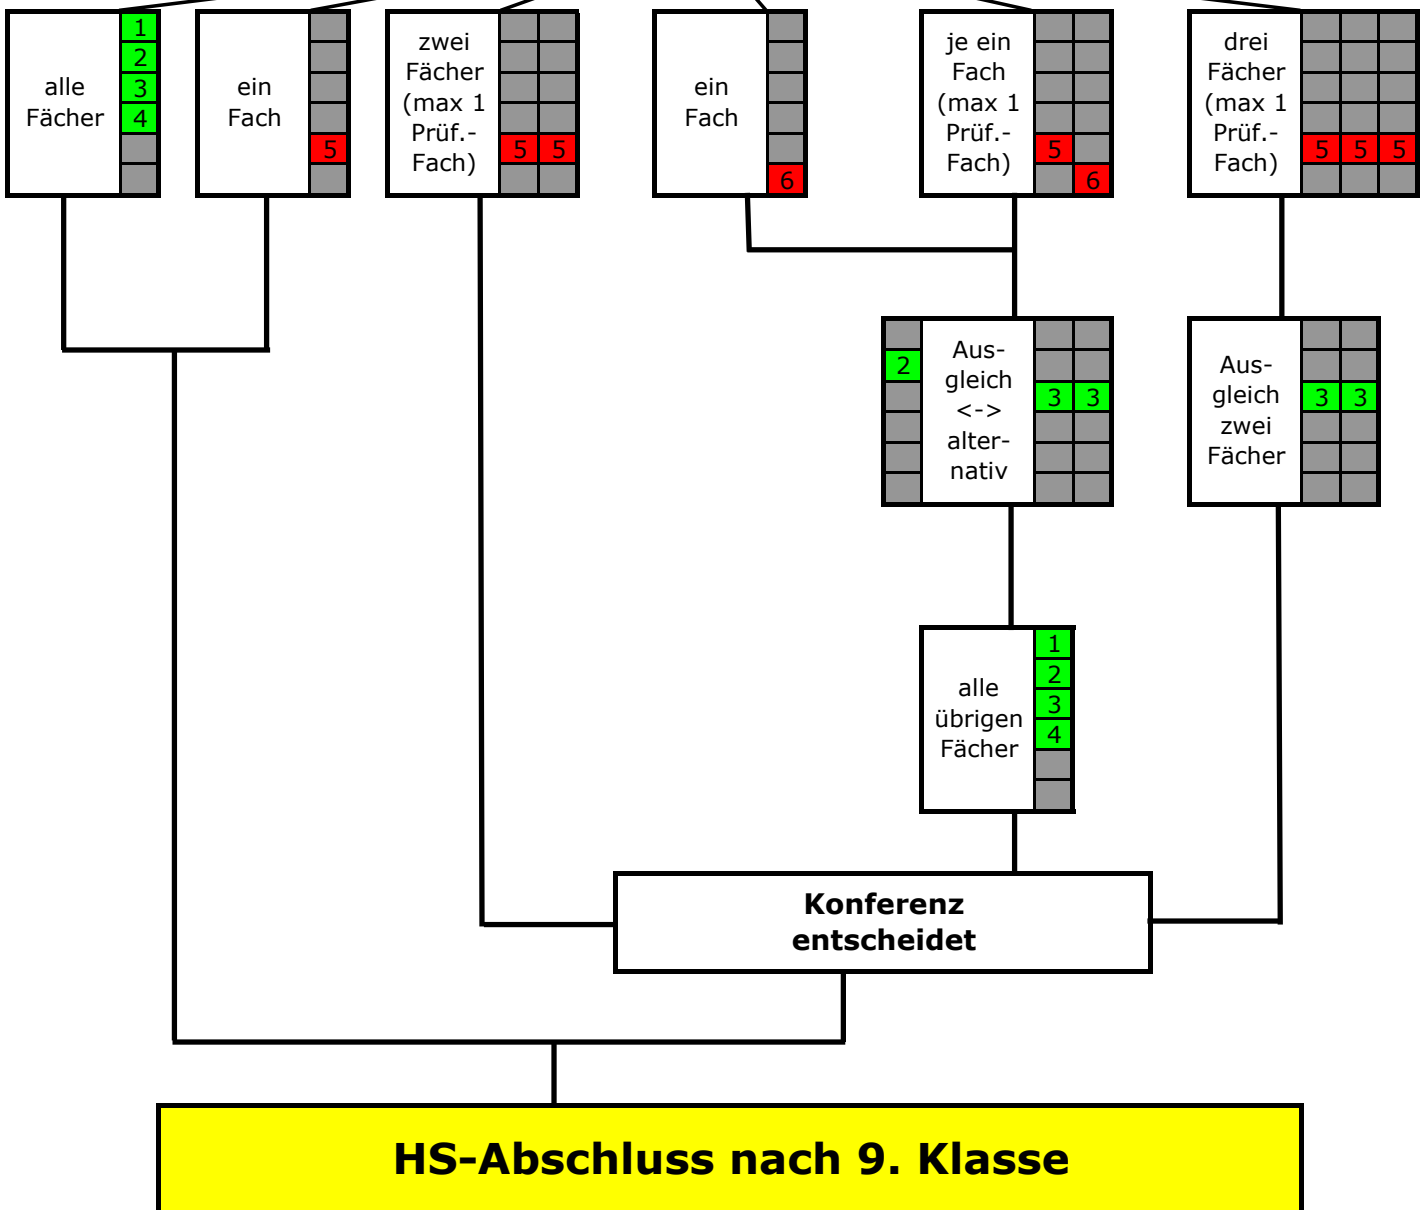 alle
Fächer
1
2
3
4
ein
Fach
5
zwei
Fächer
(max 1
Prüf.-
Fach)
5 5
ein
Fach
6
je ein
Fach
(max 1
Prüf.-
Fach)
5
6
drei
Fächer
(max 1
Prüf.-
Fach)
5 5 5
2
Aus-
gleich
<->
alter-
nativ
3 3
Aus-
gleich
zwei
Fächer
3 3
alle
übrigen
Fächer
1
2
3
4
Konferenz
entscheidet
HS-Abschluss nach 9. Klasse